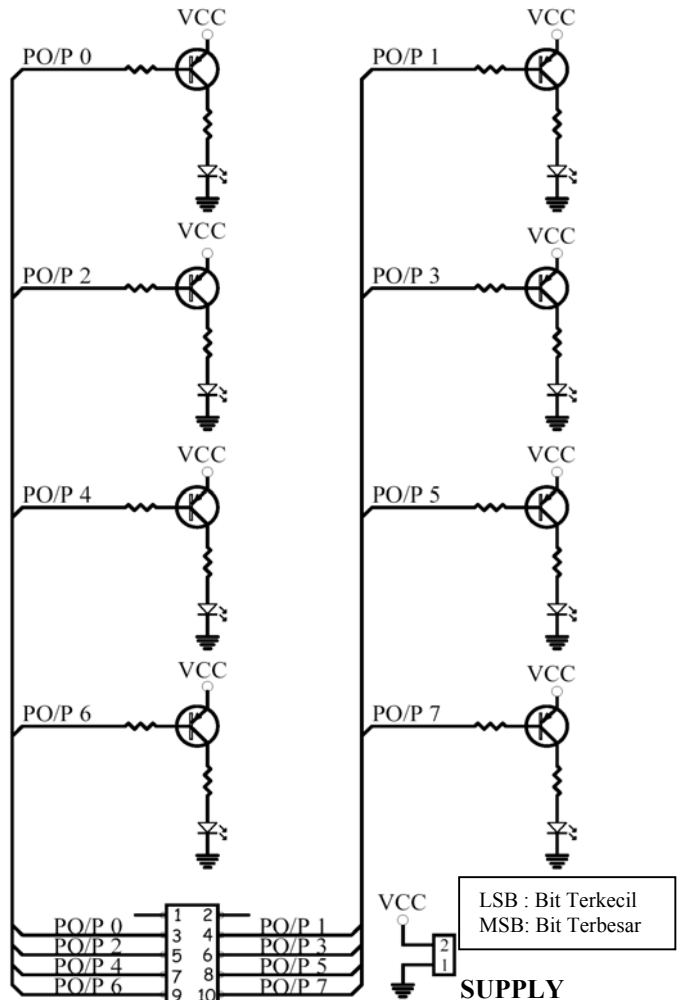 VCC VCC
PO/P 0 PO/P 1
VCC VCC
PO/P 2 PO/P 3
VCC VCC
PO/P 4 PO/P 5
VCC VCC
PO/P 6 PO/P 7
1 2
PO/P 0 3 4 PO/P 1
PO/P 2 5 6 PO/P 3
PO/P 4 7 8 PO/P 5
PO/P 6 9 10 PO/P 7
VCC
2
1
SUPPLY
LSB : Bit Terkecil
MSB: Bit Terbesar